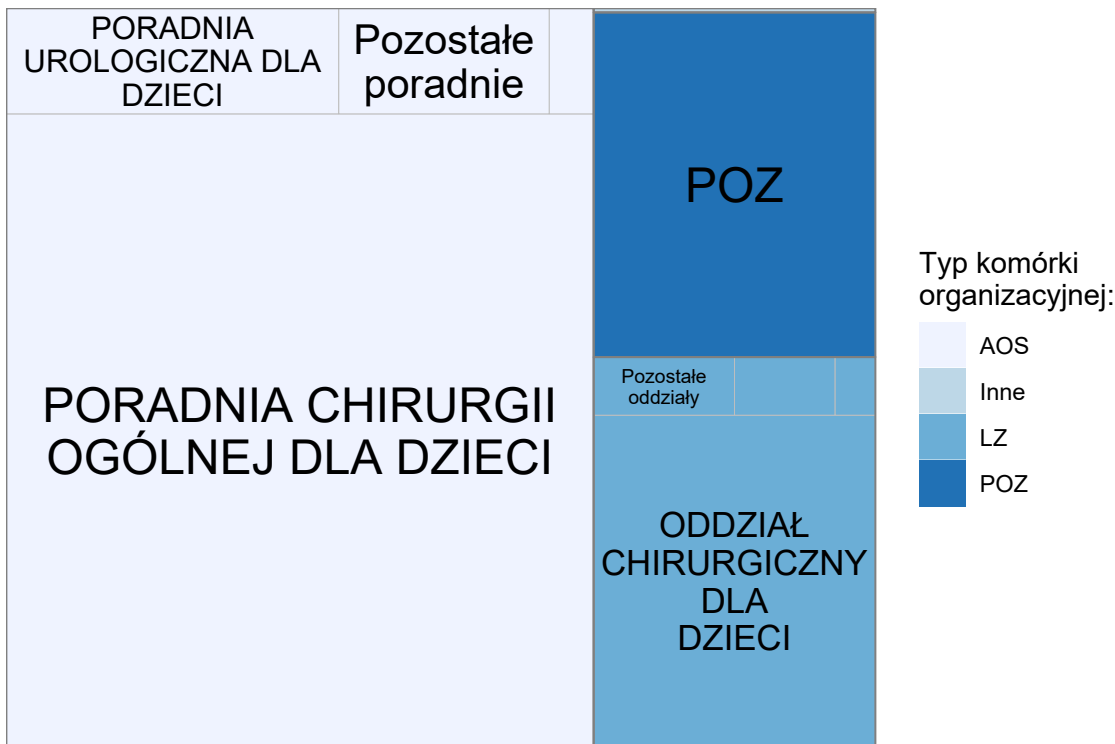 PORADNIA
UROLOGICZNA DLA
DZIECI
Pozostałe
poradnie
PORADNIA CHIRURGII
OGÓLNEJ DLA DZIECI
POZ
Pozostałe
oddziały
ODDZIAŁ
CHIRURGICZNY
DLA
DZIECI
Typ komórki
organizacyjnej:
AOS
Inne
LZ
POZ